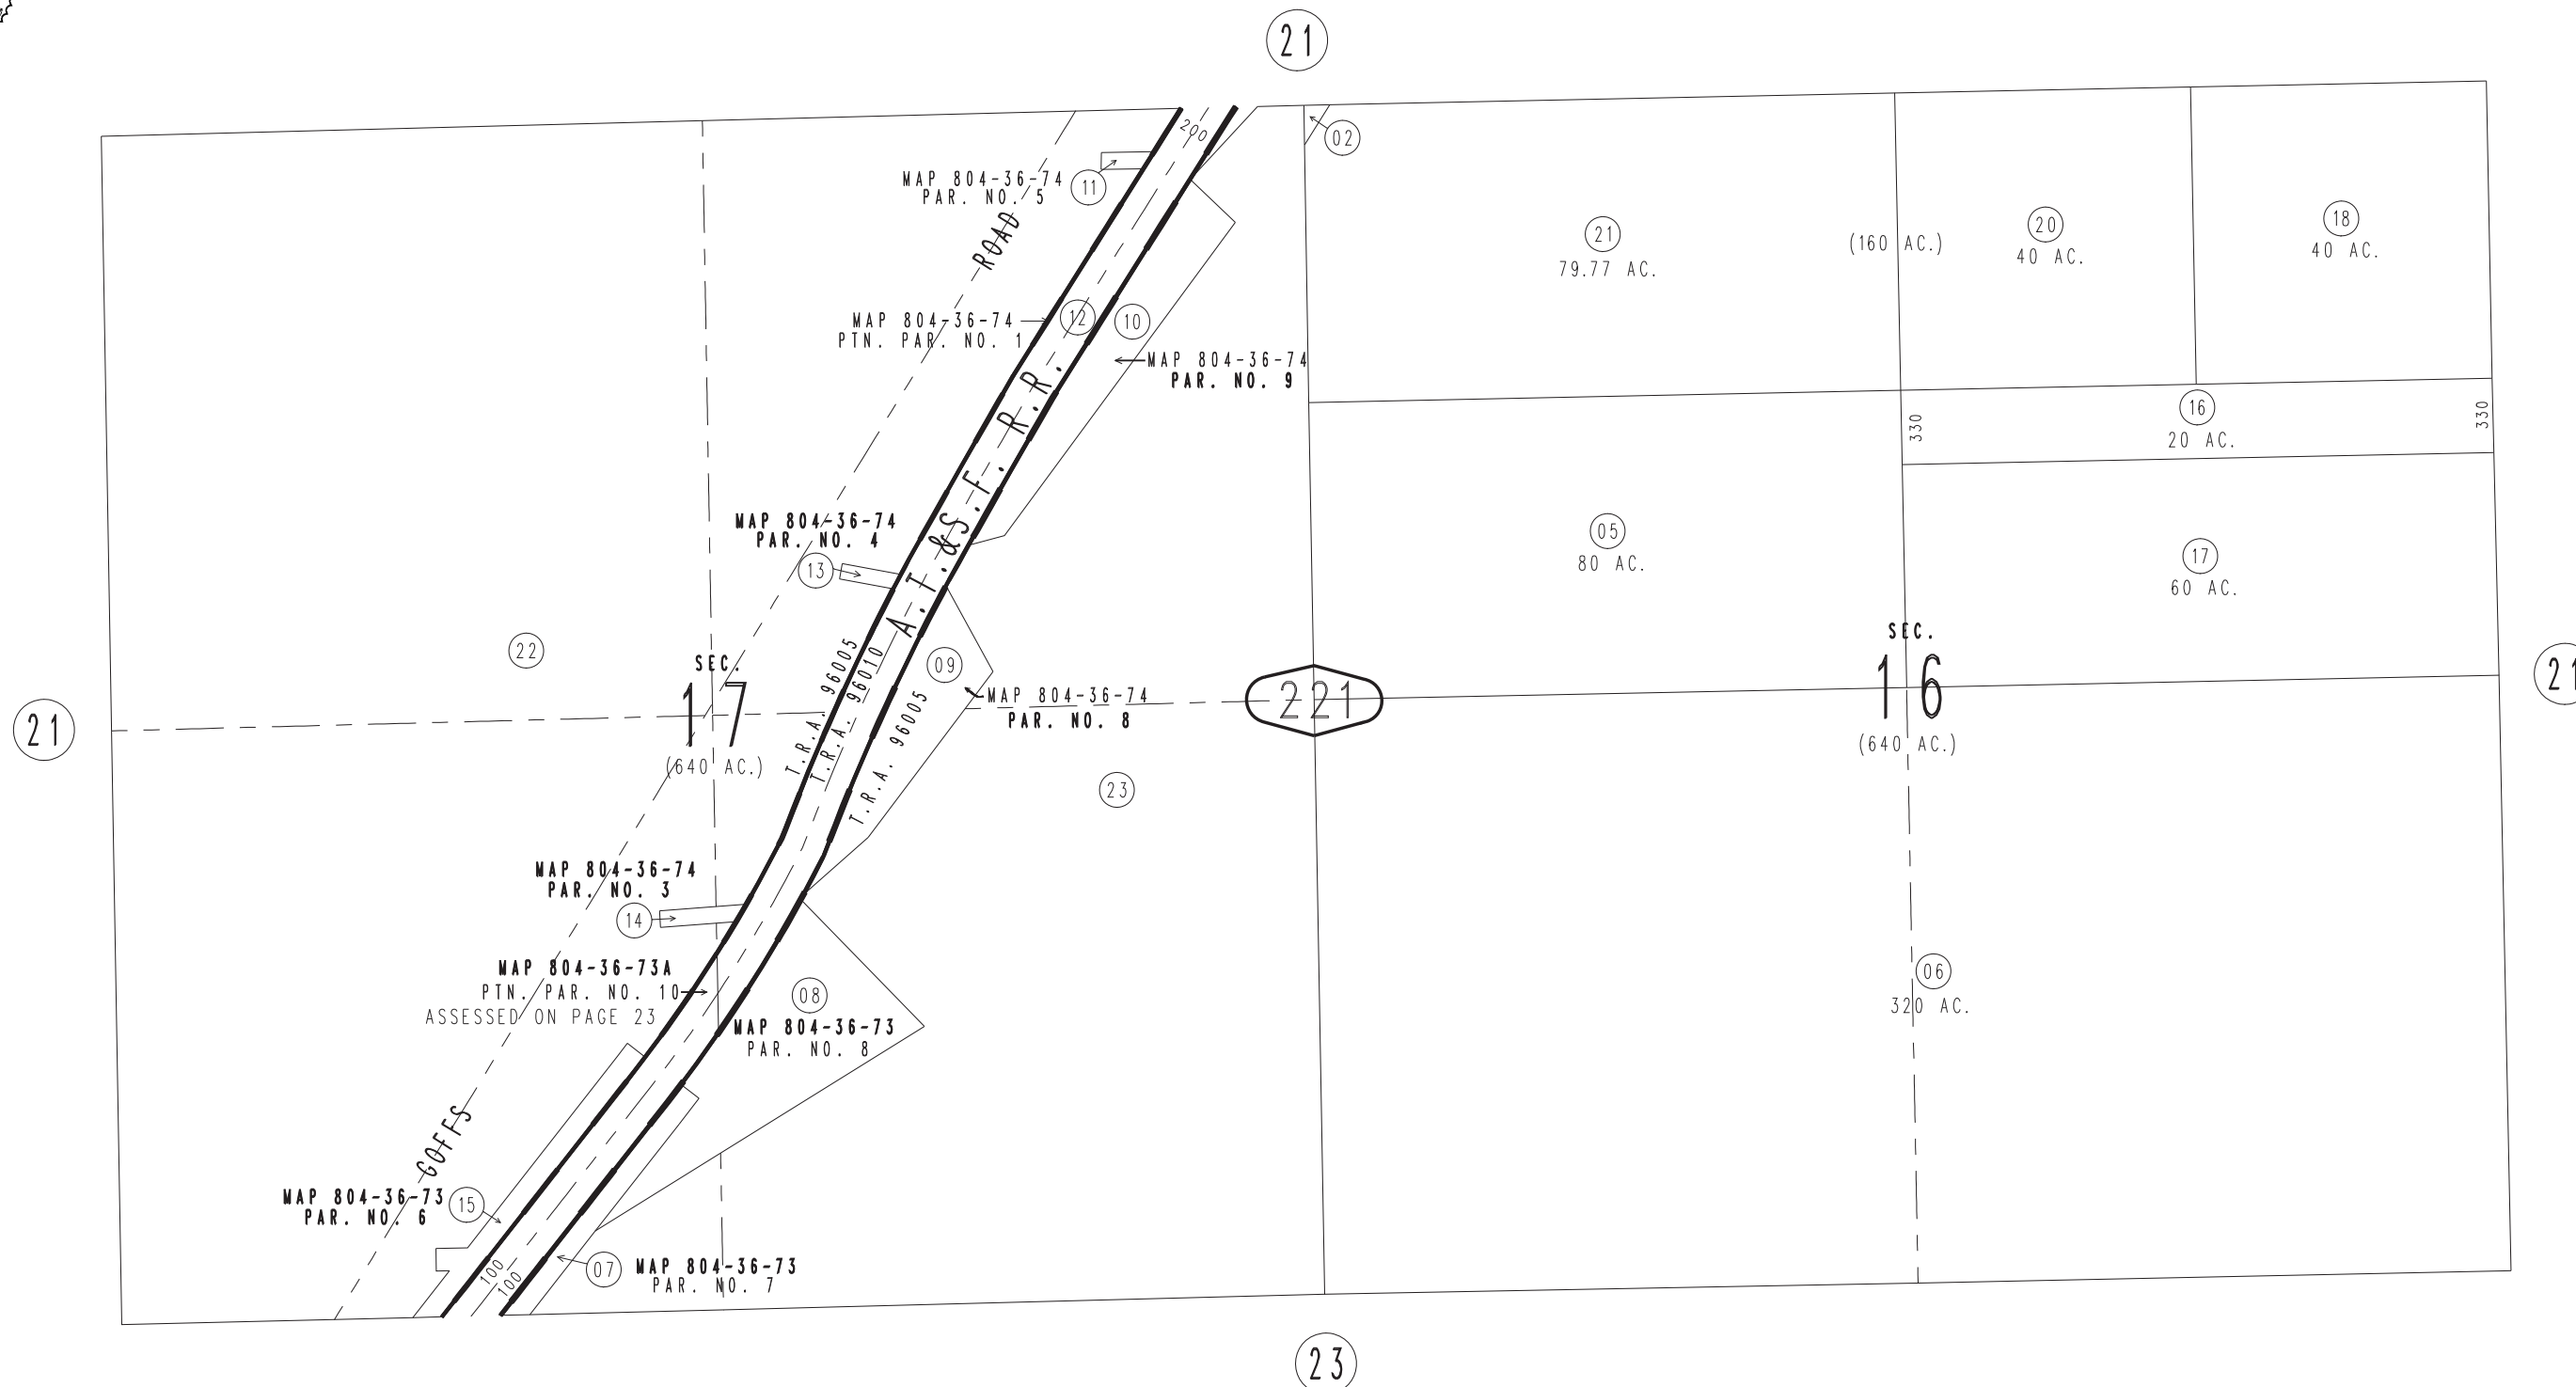 21
200
02
MAP 804-36-74
PAR. NO. 5
11
ROAD
21
79.77 AC.
(160 AC.)
20
40 AC.
18
40 AC.
MAP 804-36-74
PTN. PAR. NO. 1
12
10
MAP 804-36-74
PAR. NO. 9
A.T.&S.F. R.R.
330
16
20 AC.
330
MAP 804-36-74
PAR. NO. 4
13
05
80 AC.
17
60 AC.
22
SEC.
17
(640 AC.)
T.R.A. 96005
T.R.A. 96010
T.R.A. 96005
09
MAP 804-36-74
PAR. NO. 8
221
SEC.
16
(640 AC.)
21
21
23
MAP 804-36-74
PAR. NO. 3
14
MAP 804-36-73A
PTN. PAR. NO. 10
ASSESSED ON PAGE 23
08
MAP 804-36-73
PAR. NO. 8
06
320 AC.
GOFFS
MAP 804-36-73
PAR. NO. 6
15
100
100
07
MAP 804-36-73
PAR. NO. 7
23